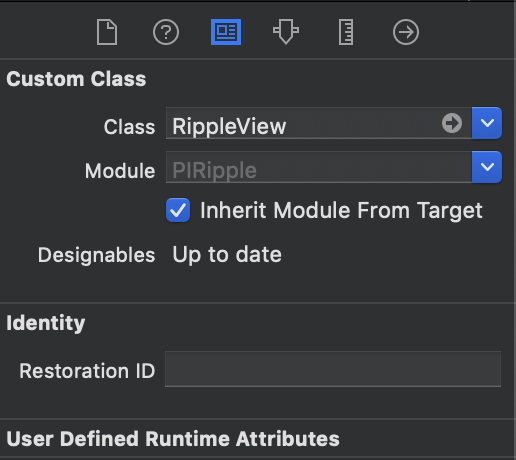 Custom Class
Class RippleView
Module PIRipple
Inherit Module From Target
Designables Up to date
Identity
Restoration ID
User Defined Runtime Attributes